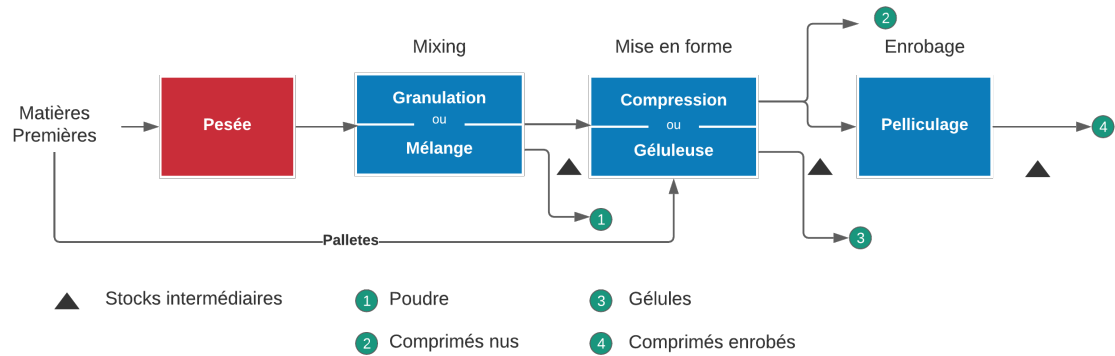 2
Mixing
Mise en forme
Enrobage
Matières
Premières
Pesée
Granulation
ou
Mélange
Compression
ou
Géluleuse
Pelliculage
4
1
3
Palletes
Stocks intermédiaires
1 Poudre
3 Gélules
2 Comprimés nus
4 Comprimés enrobés